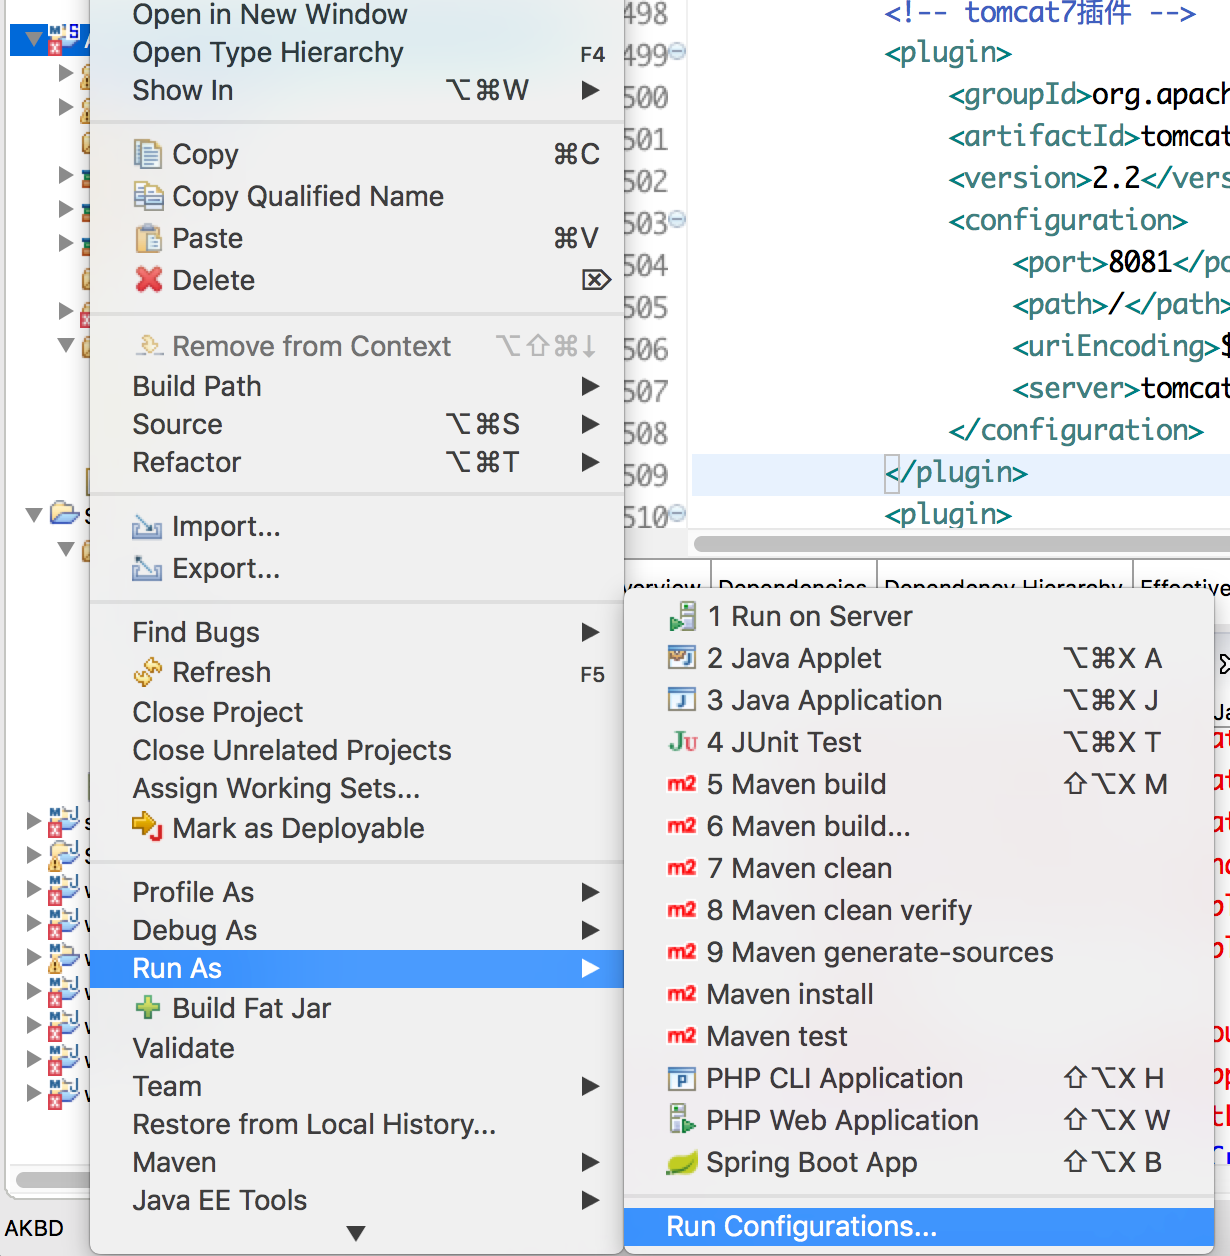 Open in New Window
Open Type Hierarchy F4
Show In ⌥⌘W
Copy ⌘C
Copy Qualified Name
Paste ⌘V
Delete ⌦
Remove from Context ⌥⇧⌘↓
Build Path
Source ⌥⌘S
Refactor ⌥⌘T
Import...
Export...
Find Bugs
Refresh F5
Close Project
Close Unrelated Projects
Assign Working Sets...
Mark as Deployable
Profile As
Debug As
Run As
Build Fat Jar
Validate
Team
Restore from Local History...
Maven
Java EE Tools
AKBD
498 <!-- tomcat7插件 -->
499 <plugin>
500 <groupId>org.apach
501 <artifactId>tomcat
502 <version>2.2</vers
503 <configuration>
504 <port>8081</po
505 <path>/</path>
506 <uriEncoding>$
507 <server>tomcat
508 </configuration>
509 </plugin>
510 <plugin>
verview Dependencies Dependency Hierarchy Effective
1 Run on Server
2 Java Applet ⌥⌘X A
3 Java Application ⌥⌘X J
4 JUnit Test ⌥⌘X T
5 Maven build ⇧⌥X M
6 Maven build...
7 Maven clean
8 Maven clean verify
9 Maven generate-sources
Maven install
Maven test
PHP CLI Application ⇧⌥X H
PHP Web Application ⇧⌥X W
Spring Boot App ⇧⌥X B
Run Configurations...